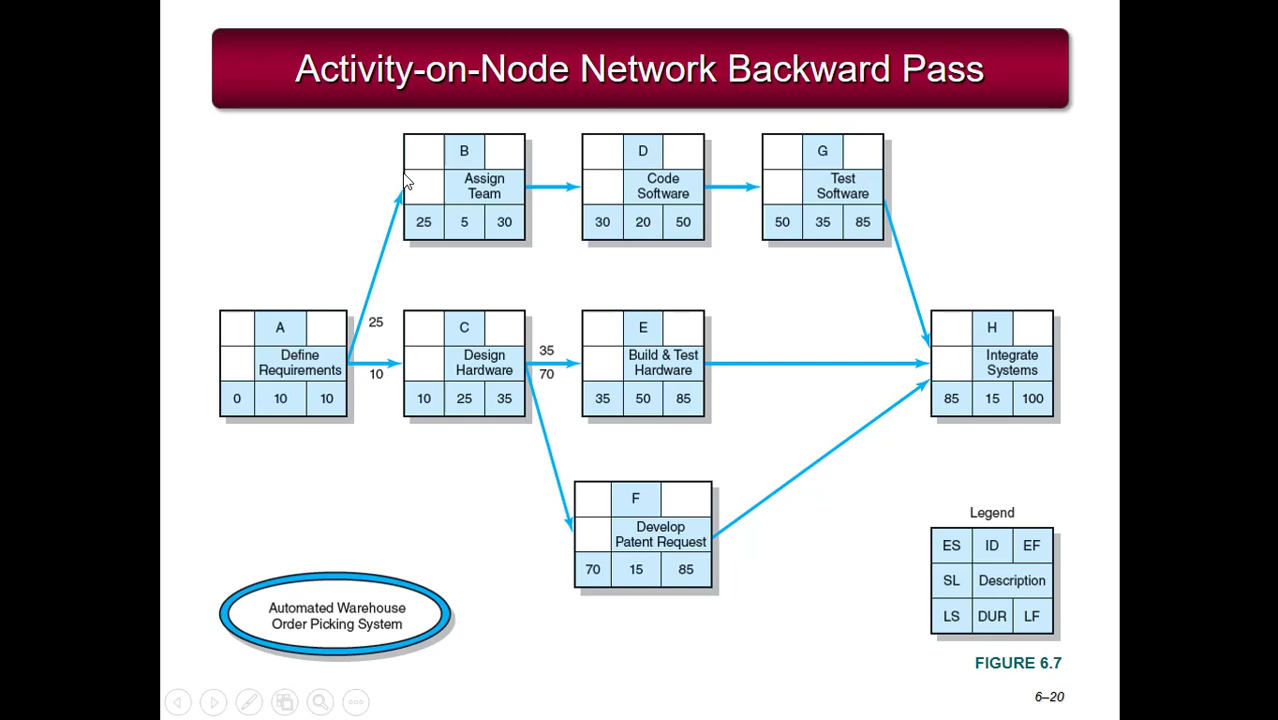 Activity-on-Node Network Backward Pass
B
Assign
Team
25 5 30
D
Code
Software
30 20 50
G
Test
Software
50 35 85
A
Define
Requirements
0 10 10
25
10
C
Design
Hardware
10 25 35
35
70
E
Build & Test
Hardware
35 50 85
H
Integrate
Systems
85 15 100
F
Develop
Patent Request
70 15 85
Automated Warehouse
Order Picking System
Legend
ES ID EF
SL Description
LS DUR LF
FIGURE 6.7
6–20